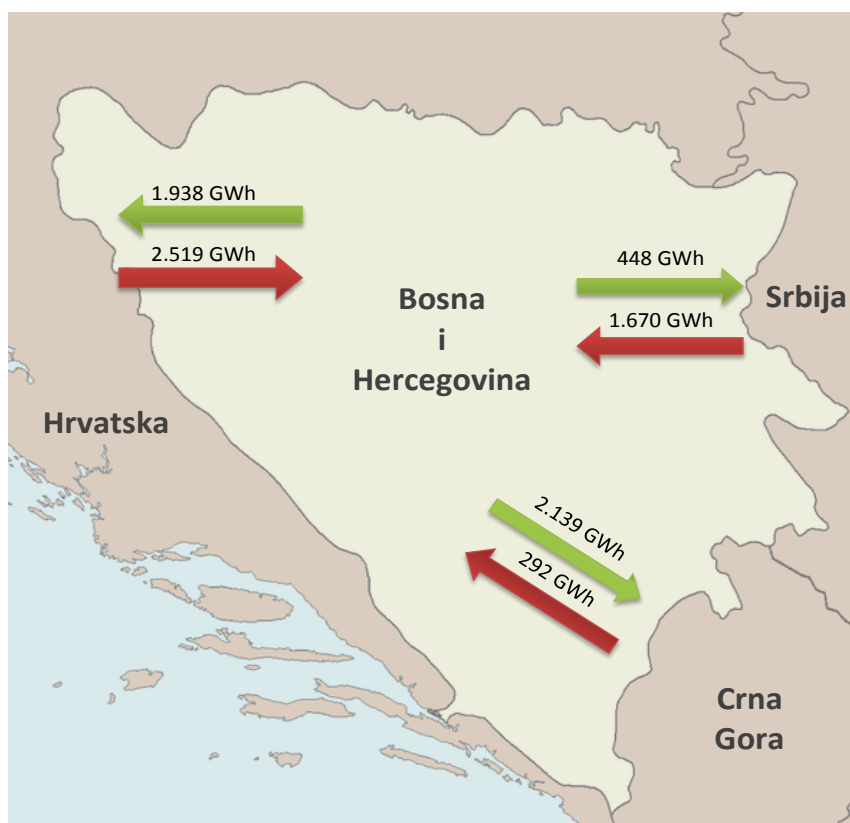 1.938 GWh
2.519 GWh
448 GWh
1.670 GWh
Bosna
i
Hercegovina
Srbija
Hrvatska
2.139 GWh
292 GWh
Crna
Gora